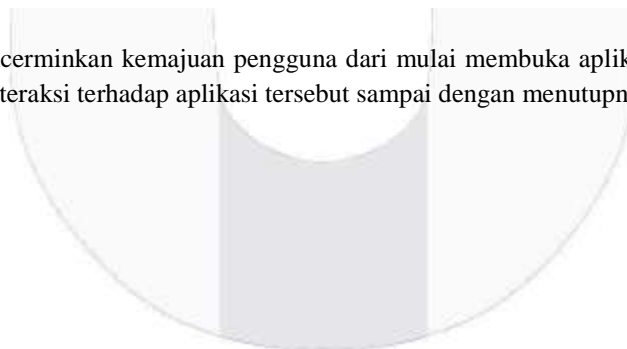 cerminkan kemajuan pengguna dari mulai membuka aplik
teraksi terhadap aplikasi tersebut sampai dengan menutupn